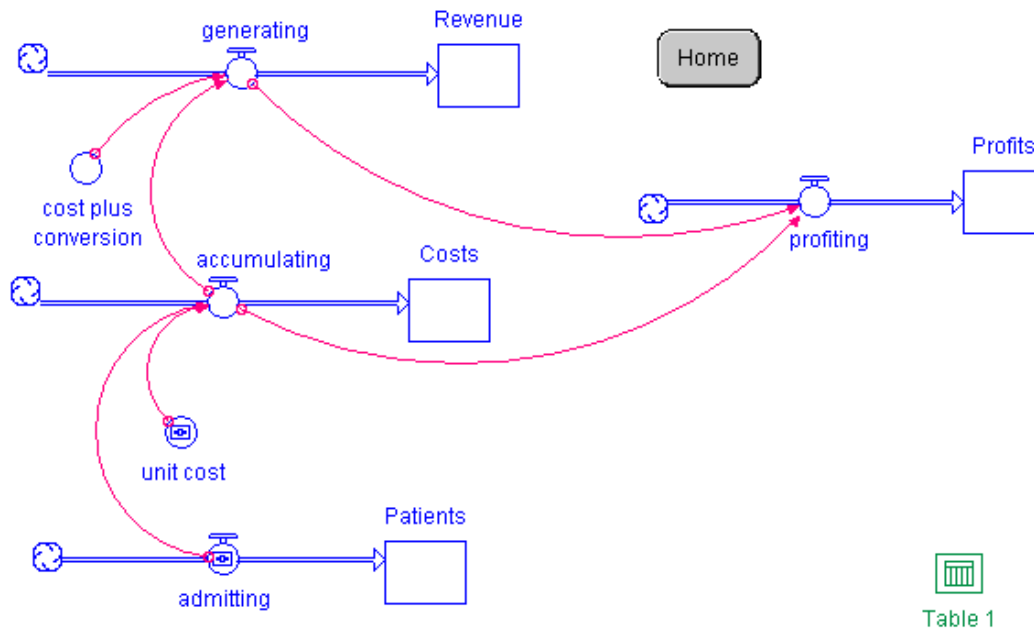 Revenue
generating
Home
Profits
cost plus
conversion
profiting
accumulating
Costs
unit cost
Patients
admitting
Table 1